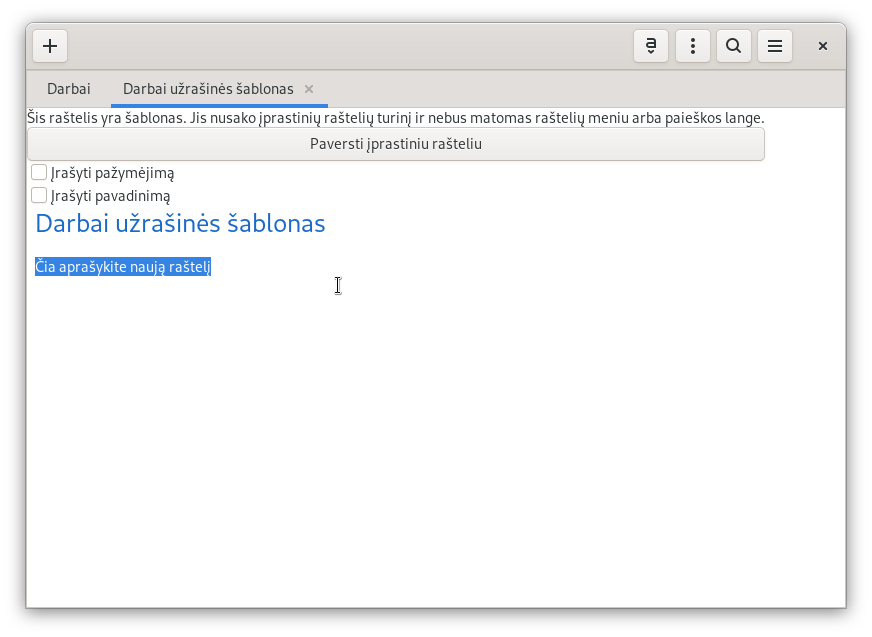 Darbai
Darbai užrašinės šablonas
Šis raštelis yra šablonas. Jis nusako įprastinių raštelių turinį ir nebus matomas raštelių meniu arba paieškos lange.
Paversti įprastiniu rašteliu
Įrašyti pažymėjimą
Įrašyti pavadinimą
Darbai užrašinės šablonas
Čia aprašykite naują raštelį